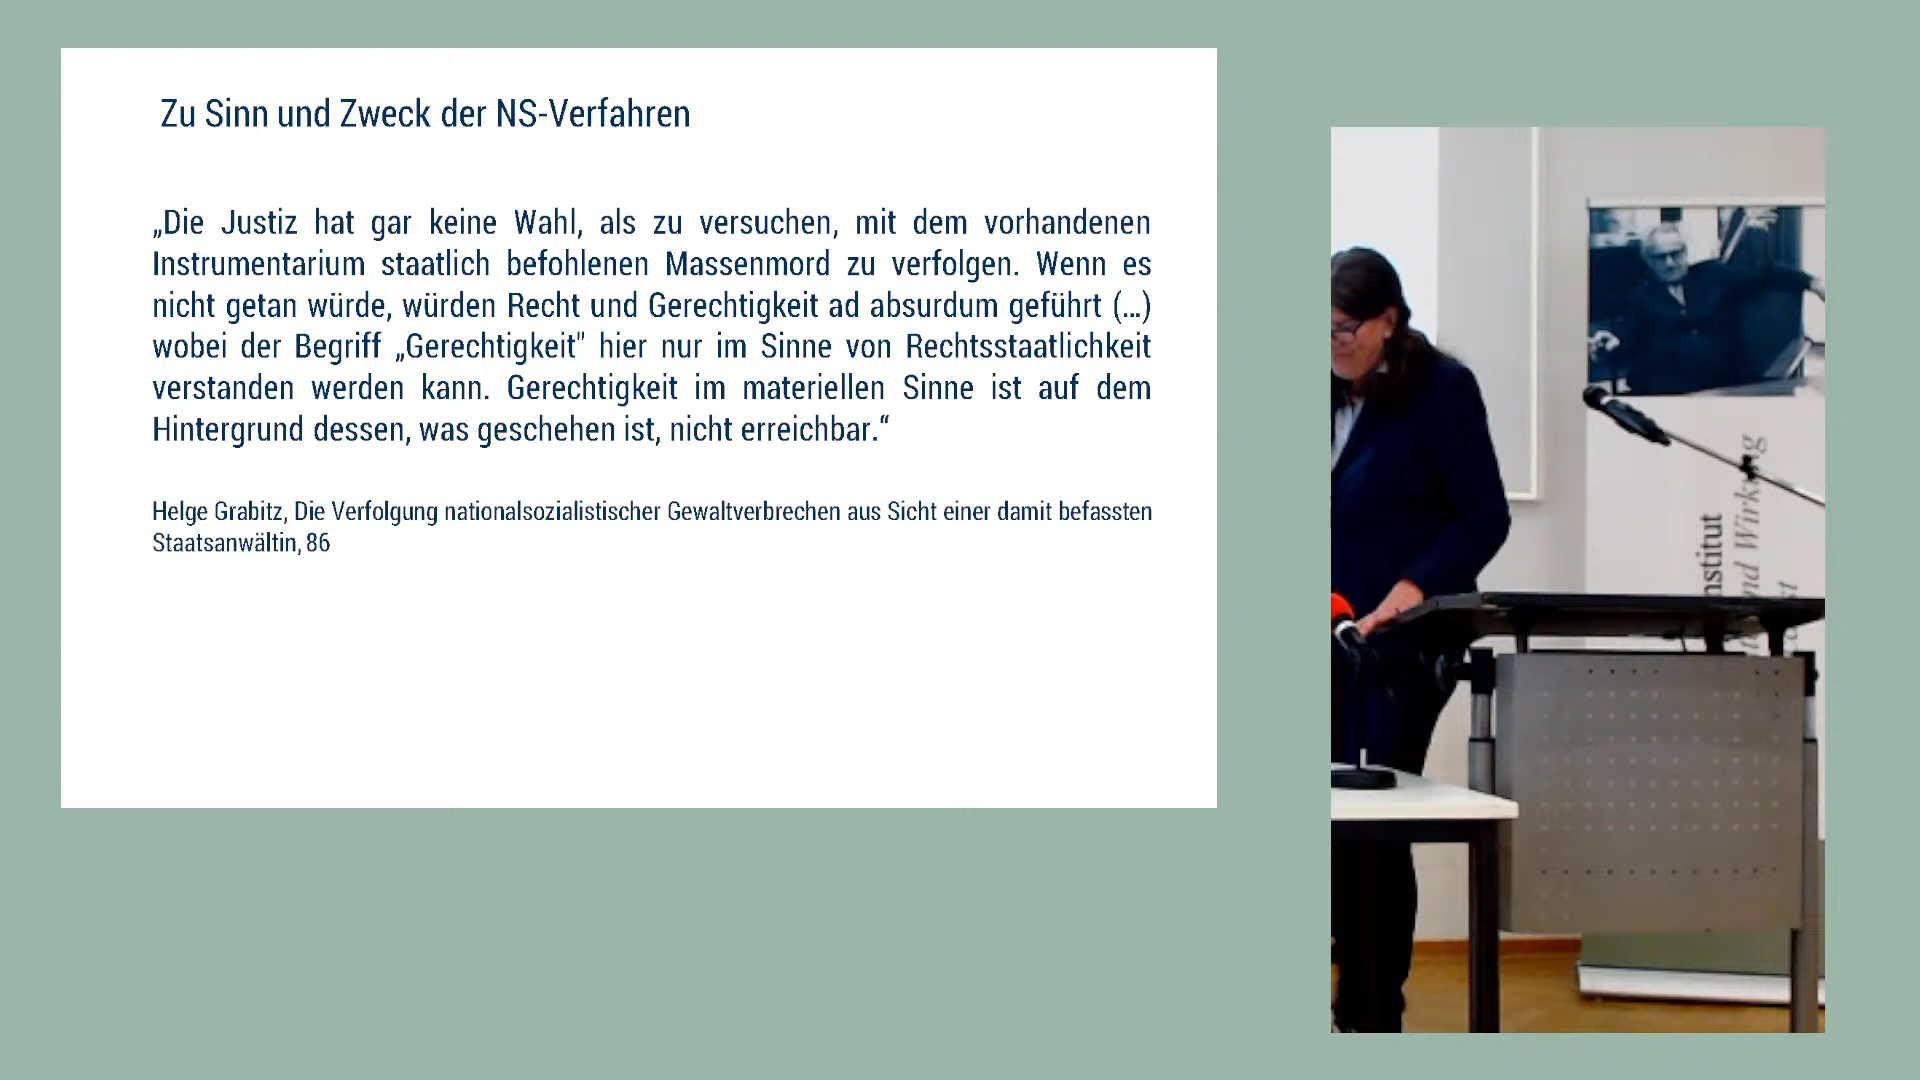 Zu Sinn und Zweck der NS-Verfahren
„Die Justiz hat gar keine Wahl, als zu versuchen, mit dem vorhandenen
Instrumentarium staatlich befohlenen Massenmord zu verfolgen. Wenn es
nicht getan würde, würden Recht und Gerechtigkeit ad absurdum geführt (...)
wobei der Begriff „Gerechtigkeit" hier nur im Sinne von Rechtsstaatlichkeit
verstanden werden kann. Gerechtigkeit im materiellen Sinne ist auf dem
Hintergrund dessen, was geschehen ist, nicht erreichbar.“
Helge Grabitz, Die Verfolgung nationalsozialistischer Gewaltverbrechen aus Sicht einer damit befassten
Staatsanwältin, 86
nstitut
nd Wirkung